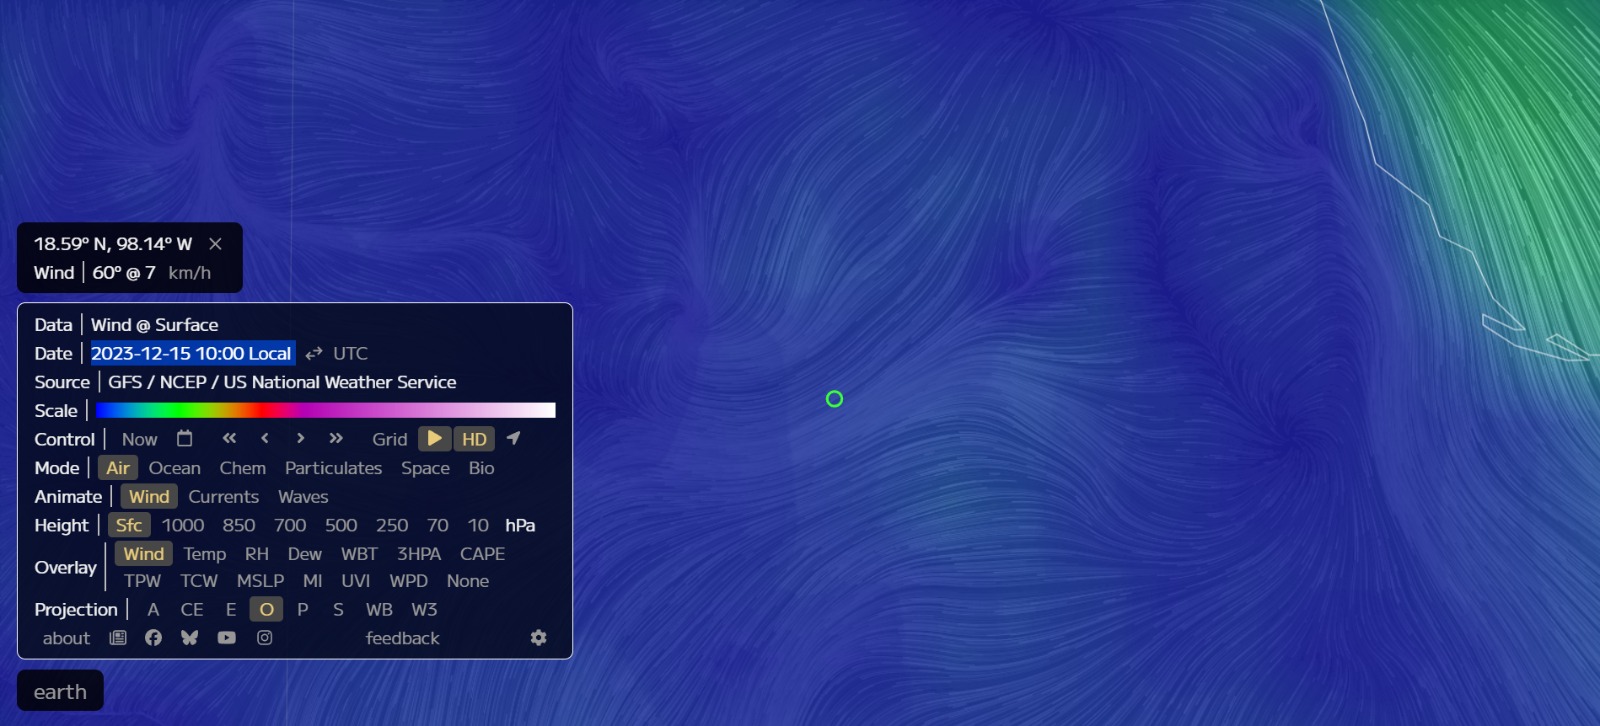 18.59° N, 98.14° W ×
Wind | 60° @ 7 km/h
Data | Wind @ Surface
Date | 2023-12-15 10:00 Local ⇄ UTC
Source | GFS / NCEP / US National Weather Service
Scale |
Control | Now Grid HD
Mode | Air Ocean Chem Particulates Space Bio
Animate | Wind Currents Waves
Height | Sfc 1000 850 700 500 250 70 10 hPa
Overlay | Wind Temp RH Dew WBT 3HPA CAPE
TPW TCW MSLP MI UVI WPD None
Projection | A CE E O P S WB W3
about feedback
earth